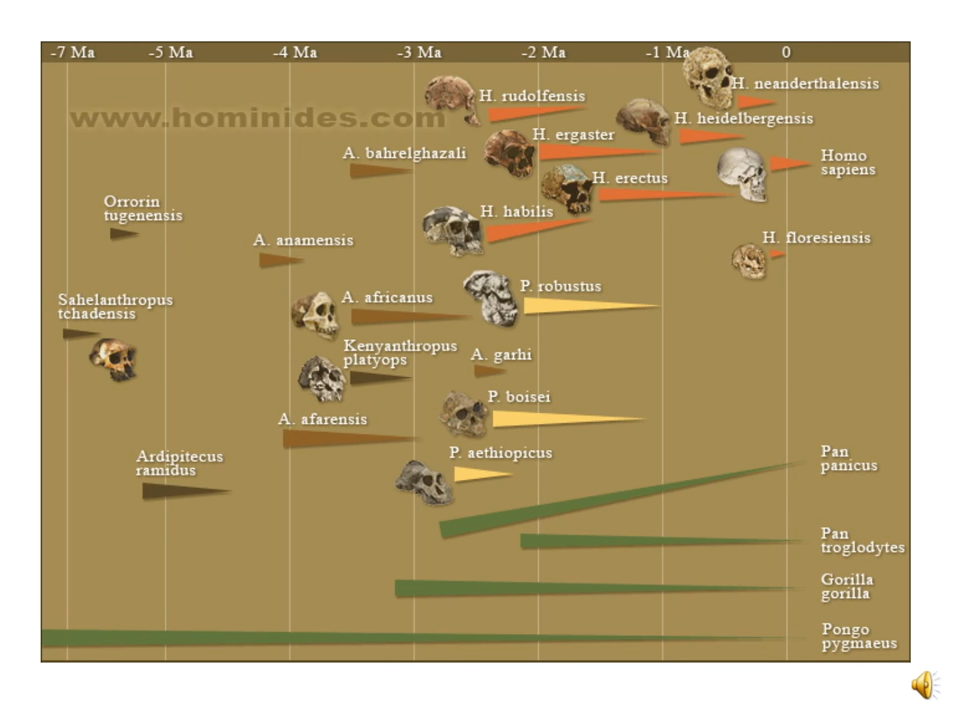 -7 Ma -5 Ma -4 Ma -3 Ma -2 Ma -1 Ma 0
H. neanderthalensis
H. rudolfensis
www.hominides.com
H. heidelbergensis
H. ergaster
A. bahrelghazali
Homo
sapiens
H. erectus
Orrorin
tugenensis
H. habilis
A. anamensis
H. floresiensis
P. robustus
Sahelanthropus
tchadensis
A. africanus
Kenyanthropus
platyops
A. garhi
P. boisei
A. afarensis
Ardipitecus
ramidus
P. aethiopicus
Pan
panicus
Pan
troglodytes
Gorilla
gorilla
Pongo
pygmaeus